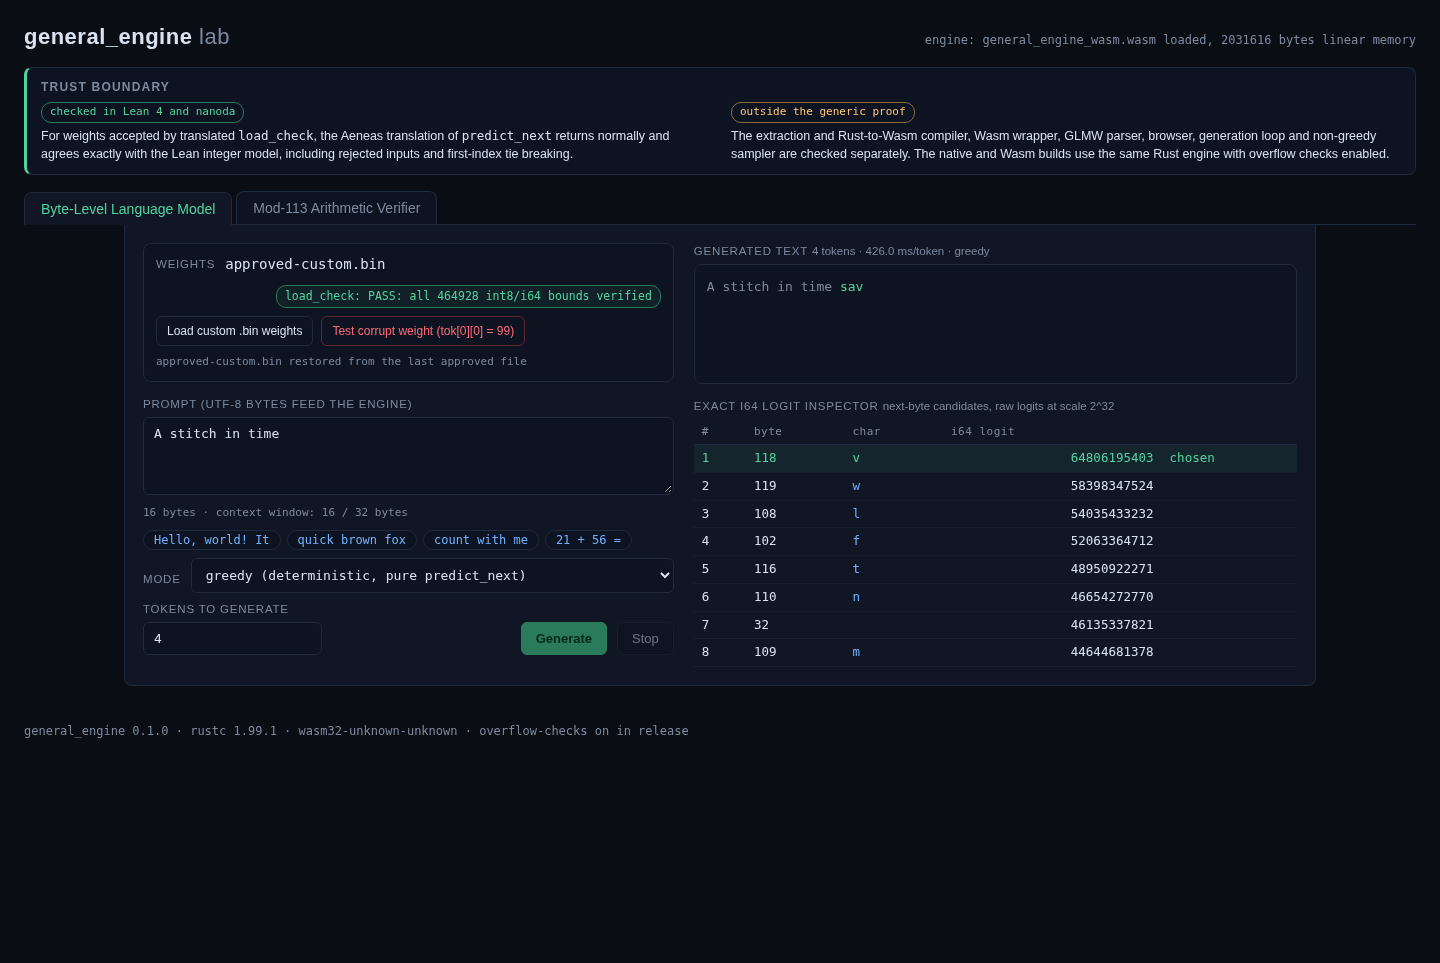 general_engine lab
engine: general_engine_wasm.wasm loaded, 2031616 bytes linear memory
TRUST BOUNDARY
checked in Lean 4 and nanoda
For weights accepted by translated load_check, the Aeneas translation of predict_next returns normally and
agrees exactly with the Lean integer model, including rejected inputs and first-index tie breaking.
outside the generic proof
The extraction and Rust-to-Wasm compiler, Wasm wrapper, GLMW parser, browser, generation loop and non-greedy
sampler are checked separately. The native and Wasm builds use the same Rust engine with overflow checks enabled.
Byte-Level Language Model
Mod-113 Arithmetic Verifier
WEIGHTS approved-custom.bin
load_check: PASS: all 464928 int8/i64 bounds verified
Load custom .bin weights
Test corrupt weight (tok[0][0] = 99)
approved-custom.bin restored from the last approved file
PROMPT (UTF-8 BYTES FEED THE ENGINE)
A stitch in time
16 bytes · context window: 16 / 32 bytes
Hello, world! It
quick brown fox
count with me
21 + 56 =
MODE greedy (deterministic, pure predict_next)
TOKENS TO GENERATE
4
Generate
Stop
GENERATED TEXT 4 tokens · 426.0 ms/token · greedy
A stitch in time sav
EXACT I64 LOGIT INSPECTOR next-byte candidates, raw logits at scale 2^32
# byte char i64 logit
1 118 v 64806195403 chosen
2 119 w 58398347524
3 108 l 54035433232
4 102 f 52063364712
5 116 t 48950922271
6 110 n 46654272770
7 32 46135337821
8 109 m 44644681378
general_engine 0.1.0 · rustc 1.99.1 · wasm32-unknown-unknown · overflow-checks on in release